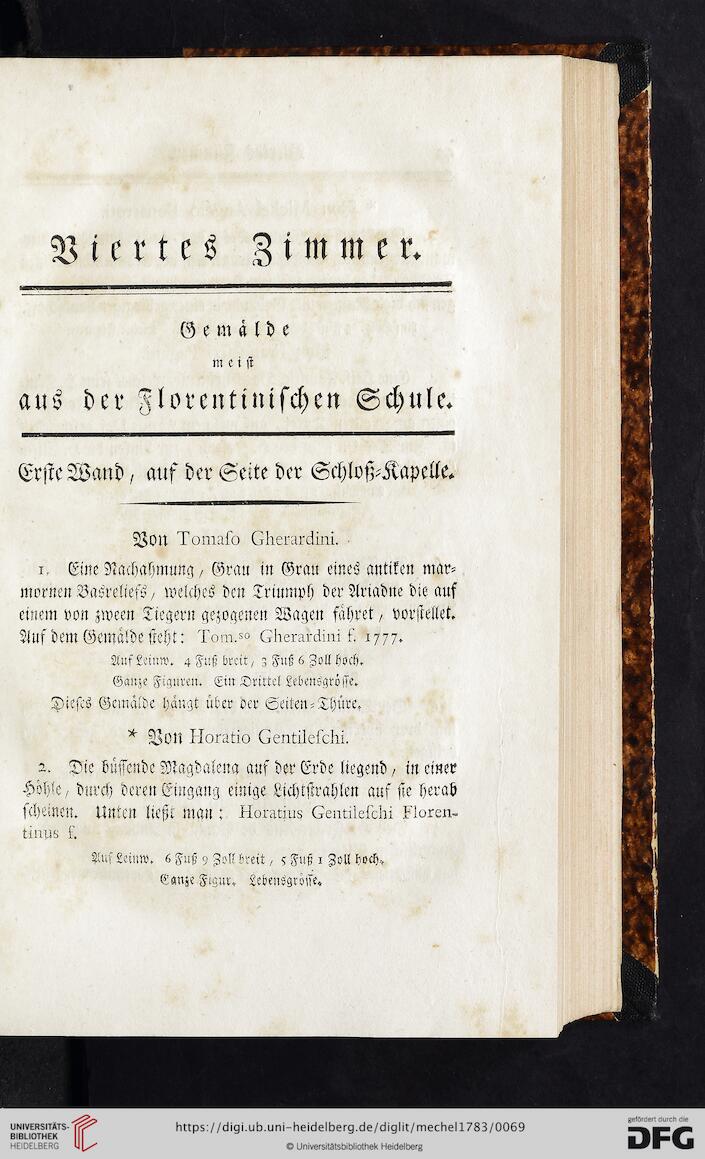 Viertes Zimmer.
Gemälde
meist
aus der Florentinischen Schule.
Erste Wand, auf der Seite der Schloß-Kapelle.
Von Tomaſo Gherardini.
1. Eine Nachahmung, Grau in Grau eines antiken mar-
mornen Basreliefs, welches den Triumph der Ariadne die auf
einem von zween Tiegern gezogenen Wagen fähret, vorstellet.
Auf dem Gemälde steht: Tom.so Gherardini f. 1777.
Auf Leinw. 4 Fuß breit, 3 Fuß 6 Zoll hoch.
Ganze Figuren. Ein Drittel Lebensgrösse.
Dieses Gemälde hängt über der Seiten-Thüre.
* Von Horatio Gentileſchi.
2. Die büssende Magdalena auf der Erde liegend, in einer
Höhle, durch deren Eingang einige Lichtstrahlen auf sie herab
scheinen. Unten ließt man: Horatius Gentileſchi Floren-
tinus f.
Auf Leinw. 6 Fuß 9 Zoll breit, 5 Fuß 1 Zoll hoch.
Ganze Figur. Lebensgrösse.
UNIVERSITÄTS-
BIBLIOTHEK
HEIDELBERG
https://digi.ub.uni-heidelberg.de/diglit/mechel1783/0069
© Universitätsbibliothek Heidelberg
gefördert durch die
DFG